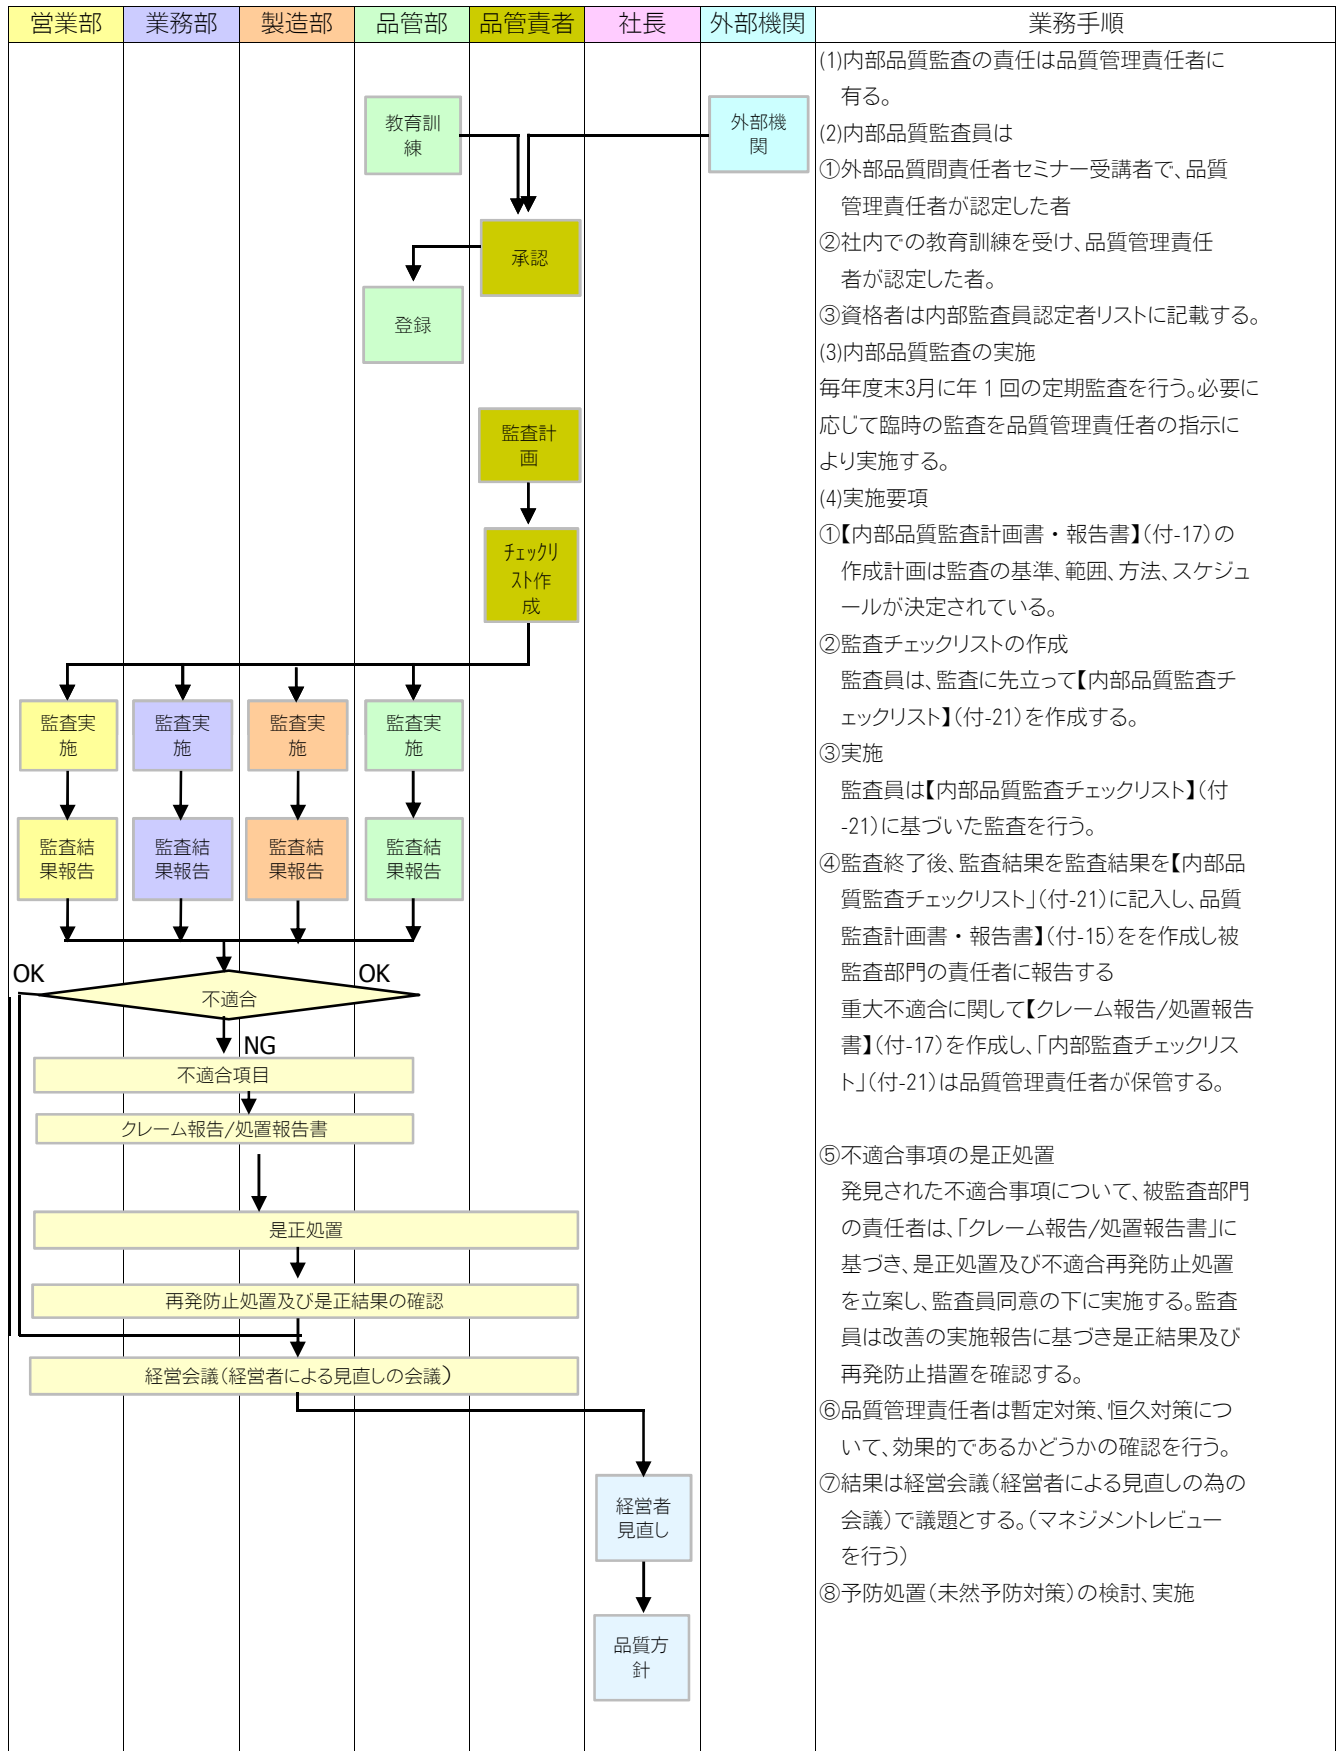 営業部 業務部 製造部 品管部 品管責者 社長 外部機関 業務手順
教育訓
練
外部機
関
承認
登録
監査計
画
チェックリ
スト作
成
監査実
施
監査実
施
監査実
施
監査実
施
監査結
果報告
監査結
果報告
監査結
果報告
監査結
果報告
OK
不適合
OK
NG
不適合項目
クレーム報告/処置報告書
是正処置
再発防止処置及び是正結果の確認
経営会議(経営者による見直しの会議)
経営者
見直し
品質方
針
(1)内部品質監査の責任は品質管理責任者に
有る。
(2)内部品質監査員は
①外部品質間責任者セミナー受講者で、品質
管理責任者が認定した者
②社内での教育訓練を受け、品質管理責任
者が認定した者。
③資格者は内部監査員認定者リストに記載する。
(3)内部品質監査の実施
毎年度末3月に年1回の定期監査を行う。必要に
応じて臨時の監査を品質管理責任者の指示に
より実施する。
(4)実施要項
①【内部品質監査計画書・報告書】(付-17)の
作成計画は監査の基準、範囲、方法、スケジュ
ールが決定されている。
②監査チェックリストの作成
監査員は、監査に先立って【内部品質監査チ
ェックリスト】(付-21)を作成する。
③実施
監査員は【内部品質監査チェックリスト】(付
-21)に基づいた監査を行う。
④監査終了後、監査結果を監査結果を【内部品
質監査チェックリスト」(付-21)に記入し、品質
監査計画書・報告書】(付-15)をを作成し被
監査部門の責任者に報告する
重大不適合に関して【クレーム報告/処置報告
書】(付-17)を作成し、「内部監査チェックリス
ト」(付-21)は品質管理責任者が保管する。
⑤不適合事項の是正処置
発見された不適合事項について、被監査部門
の責任者は、「クレーム報告/処置報告書」に
基づき、是正処置及び不適合再発防止処置
を立案し、監査員同意の下に実施する。監査
員は改善の実施報告に基づき是正結果及び
再発防止措置を確認する。
⑥品質管理責任者は暫定対策、恒久対策につ
いて、効果的であるかどうかの確認を行う。
⑦結果は経営会議(経営者による見直しの為の
会議)で議題とする。(マネジメントレビュー
を行う)
⑧予防処置(未然予防対策)の検討、実施